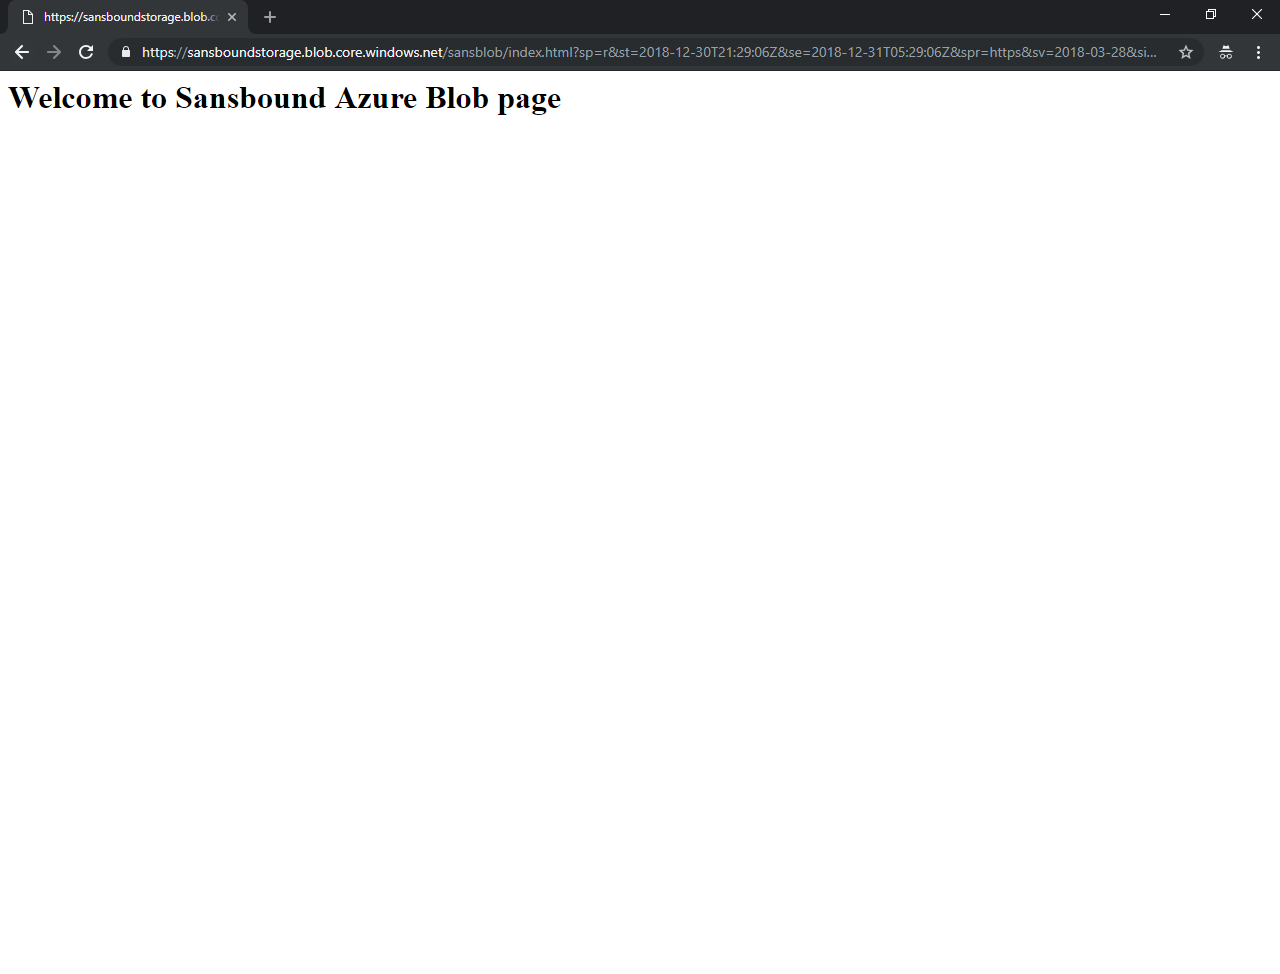 https://sansboundstorage.blob.cc
https://sansboundstorage.blob.core.windows.net/sansblob/index.html?sp=r&st=2018-12-30T21:29:06Z&se=2018-12-31T05:29:06Z&spr=https&sv=2018-03-28&si...
Welcome to Sansbound Azure Blob page